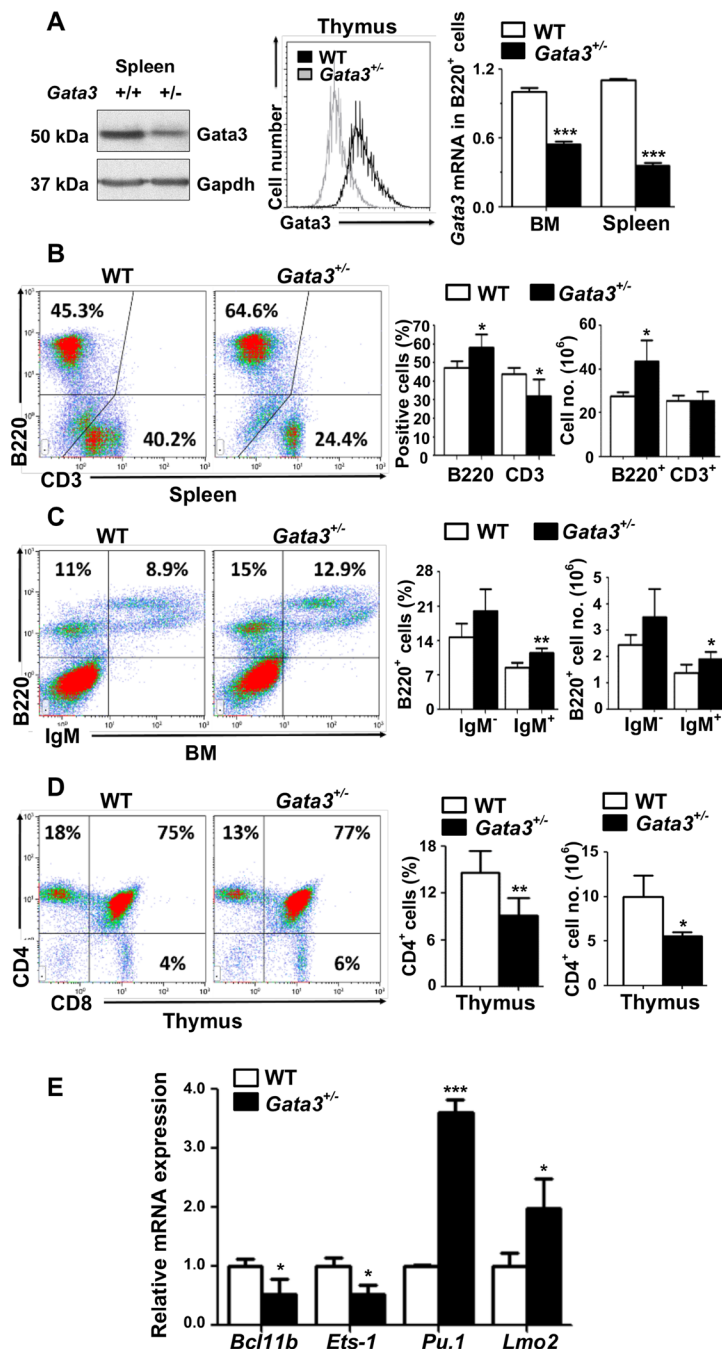 A
Spleen
Gata3 +/+ +/-
50 kDa Gata3
37 kDa Gapdh
Thymus
WT
Gata3+/-
Cell number
Gata3
WT
Gata3+/-
Gata3 mRNA in B220+ cells
1.2
0.6
0.0
*** ***
BM Spleen
B
WT Gata3+/-
45.3% 64.6%
40.2% 24.4%
B220
CD3
Spleen
WT Gata3+/-
Positive cells (%)
70
60
50
40
30
20
10
0
* *
B220 CD3
Cell no. (10^6)
60
40
20
0
*
B220+ CD3+
C
WT Gata3+/-
11% 8.9% 15% 12.9%
B220
IgM
BM
WT Gata3+/-
B220+ cells (%)
28
21
14
7
0
**
IgM- IgM+
B220+ cell no. (10^6)
5
4
3
2
1
0
*
IgM- IgM+
D
WT Gata3+/-
18% 75% 13% 77%
4% 6%
CD4
CD8
Thymus
WT
Gata3+/-
CD4+ cells (%)
18
12
6
0
**
Thymus
WT
Gata3+/-
CD4+ cell no. (10^6)
15
10
5
0
*
Thymus
E
WT
Gata3+/-
Relative mRNA expression
4.0
3.0
2.0
1.0
0
* * *** *
Bcl11b Ets-1 Pu.1 Lmo2